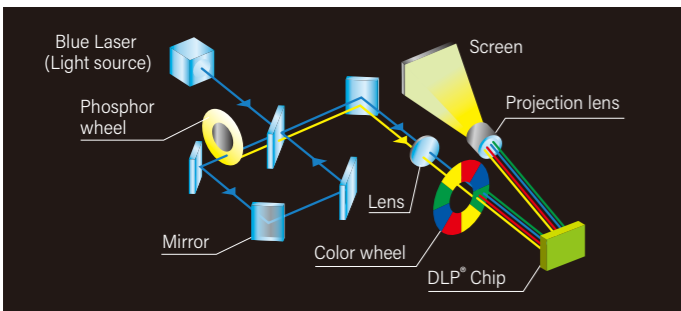 Blue Laser
(Light source)
Screen
Phosphor
wheel
Projection lens
Lens
Mirror
Color wheel
DLP® Chip